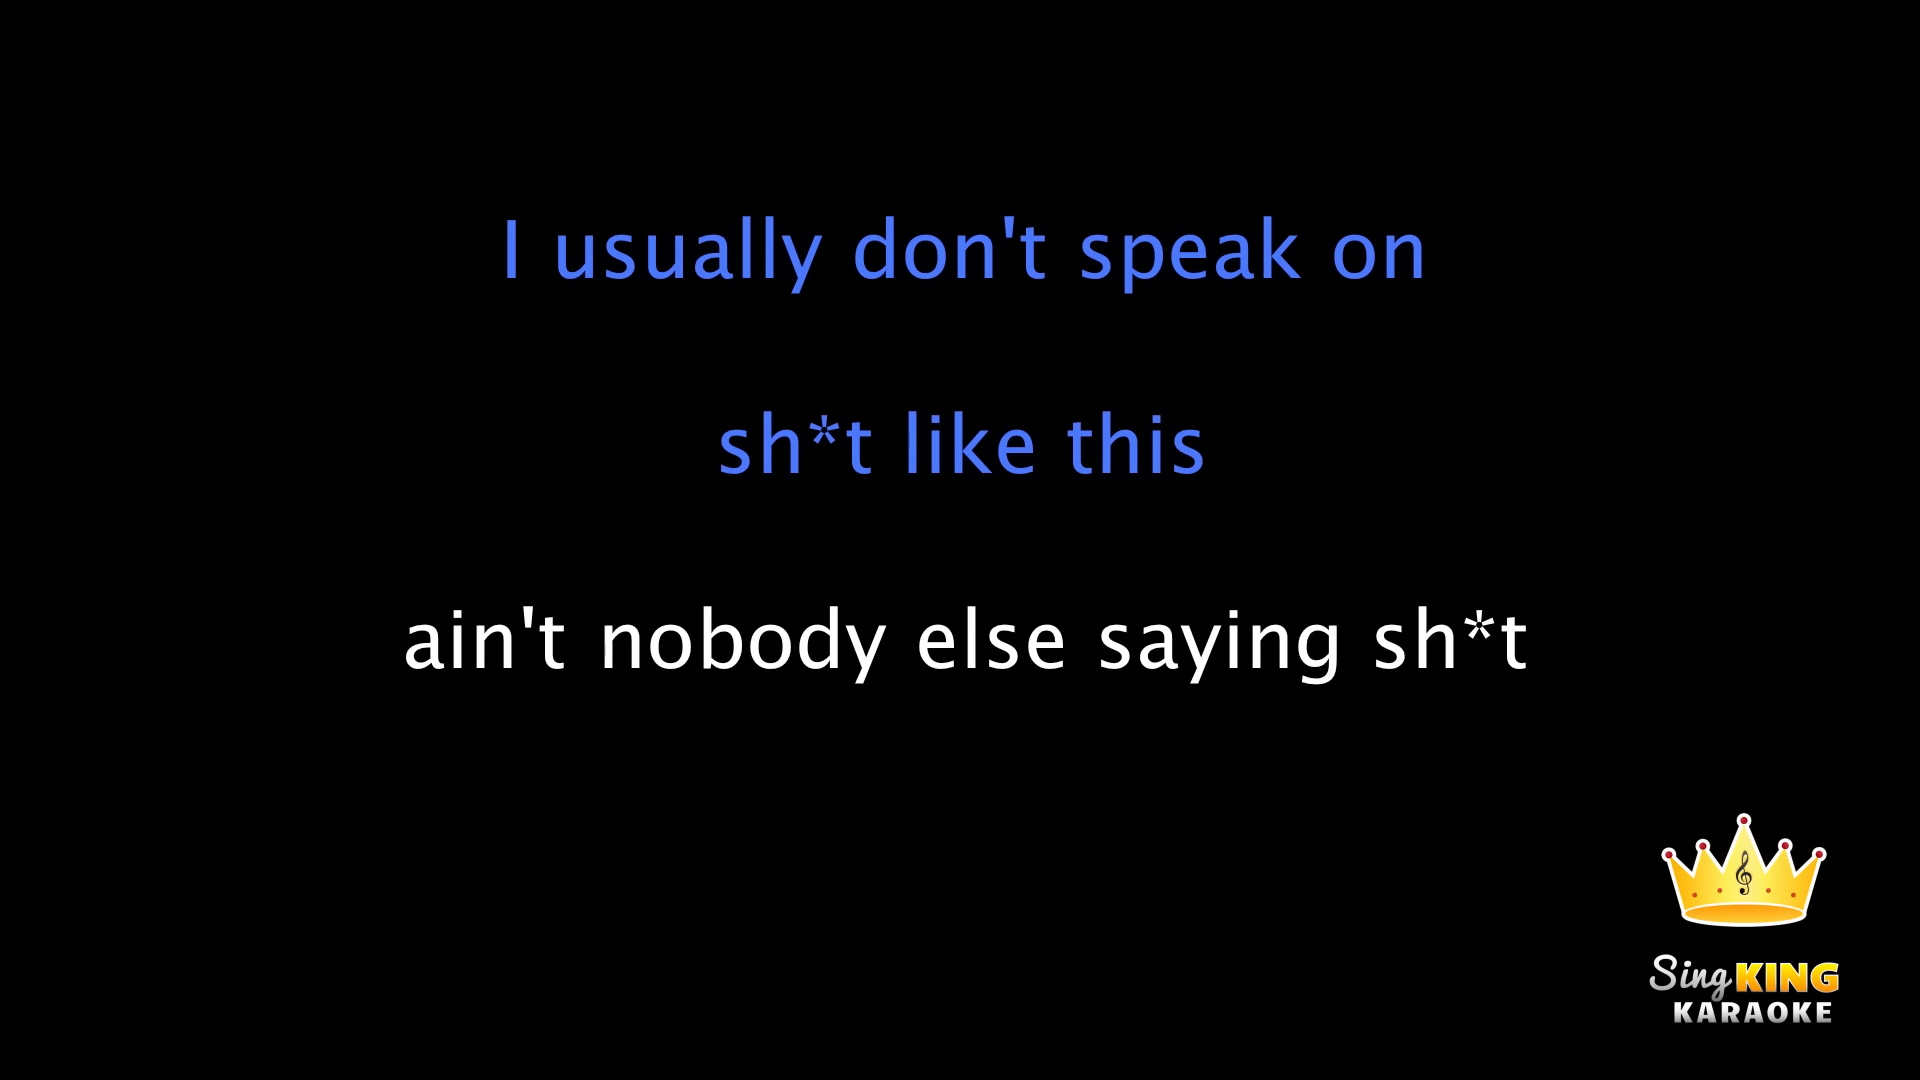 I usually don't speak on
sh*t like this
ain't nobody else saying sh*t
Sing KING
KARAOKE